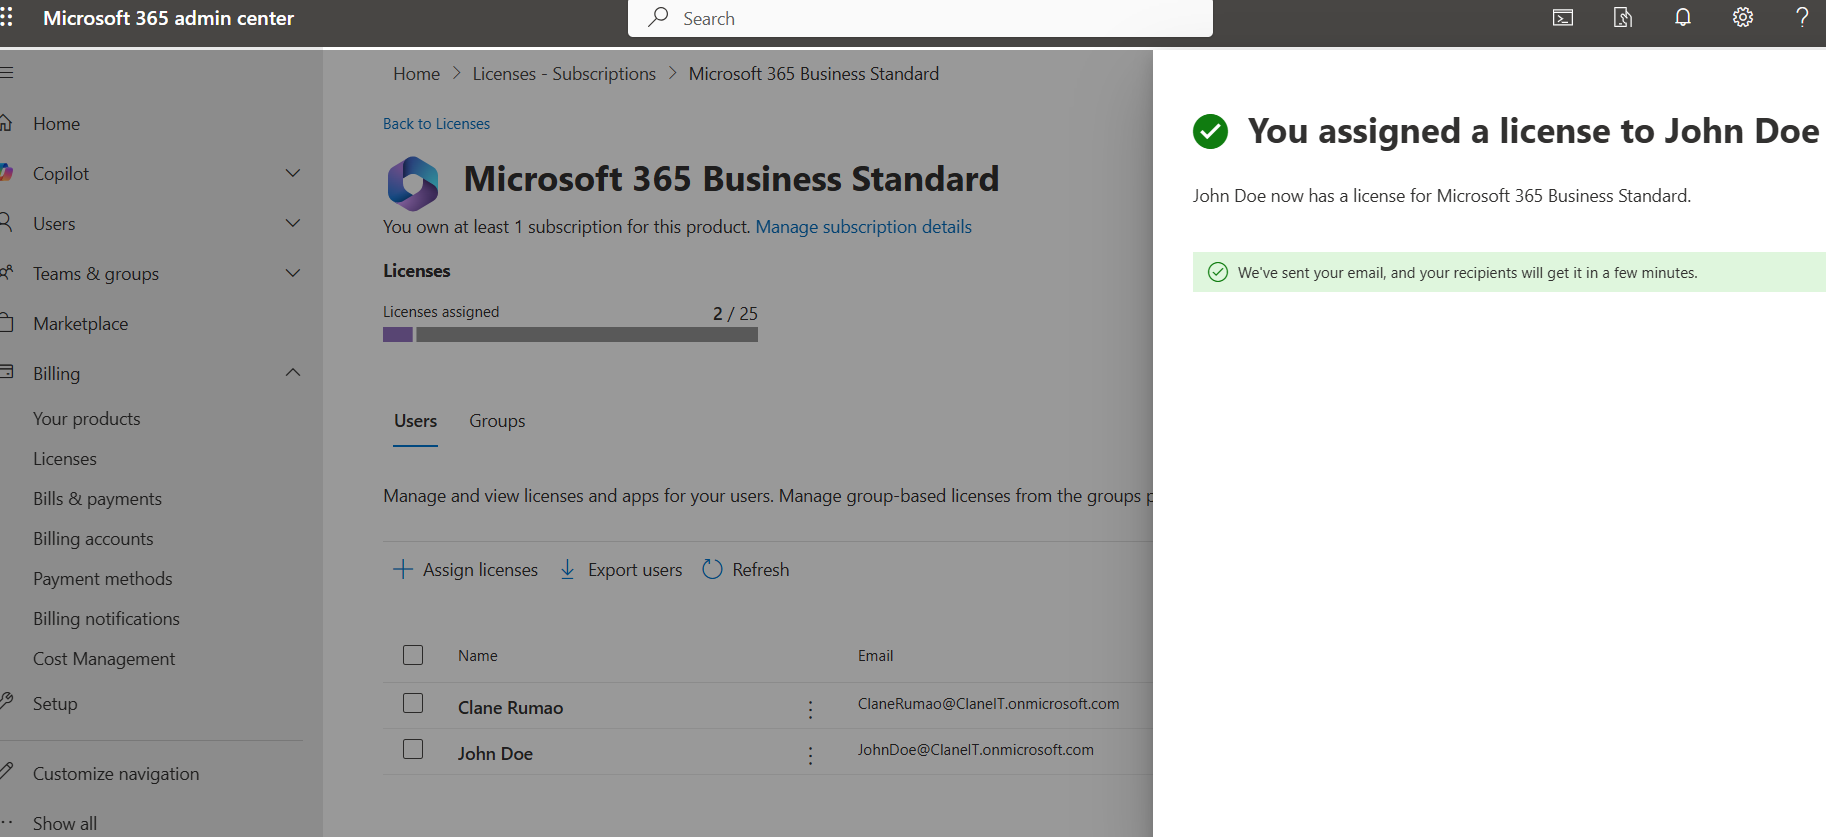 Microsoft 365 admin center
Search
Home
Copilot
Users
Teams & groups
Marketplace
Billing
Your products
Licenses
Bills & payments
Billing accounts
Payment methods
Billing notifications
Cost Management
Setup
Customize navigation
Show all
Home > Licenses - Subscriptions > Microsoft 365 Business Standard
Back to Licenses
Microsoft 365 Business Standard
You own at least 1 subscription for this product. Manage subscription details
Licenses
Licenses assigned 2 / 25
Users Groups
Manage and view licenses and apps for your users. Manage group-based licenses from the groups p
Assign licenses Export users Refresh
Name Email
Clane Rumao ClaneRumao@ClaneIT.onmicrosoft.com
John Doe JohnDoe@ClaneIT.onmicrosoft.com
You assigned a license to John Doe
John Doe now has a license for Microsoft 365 Business Standard.
We've sent your email, and your recipients will get it in a few minutes.